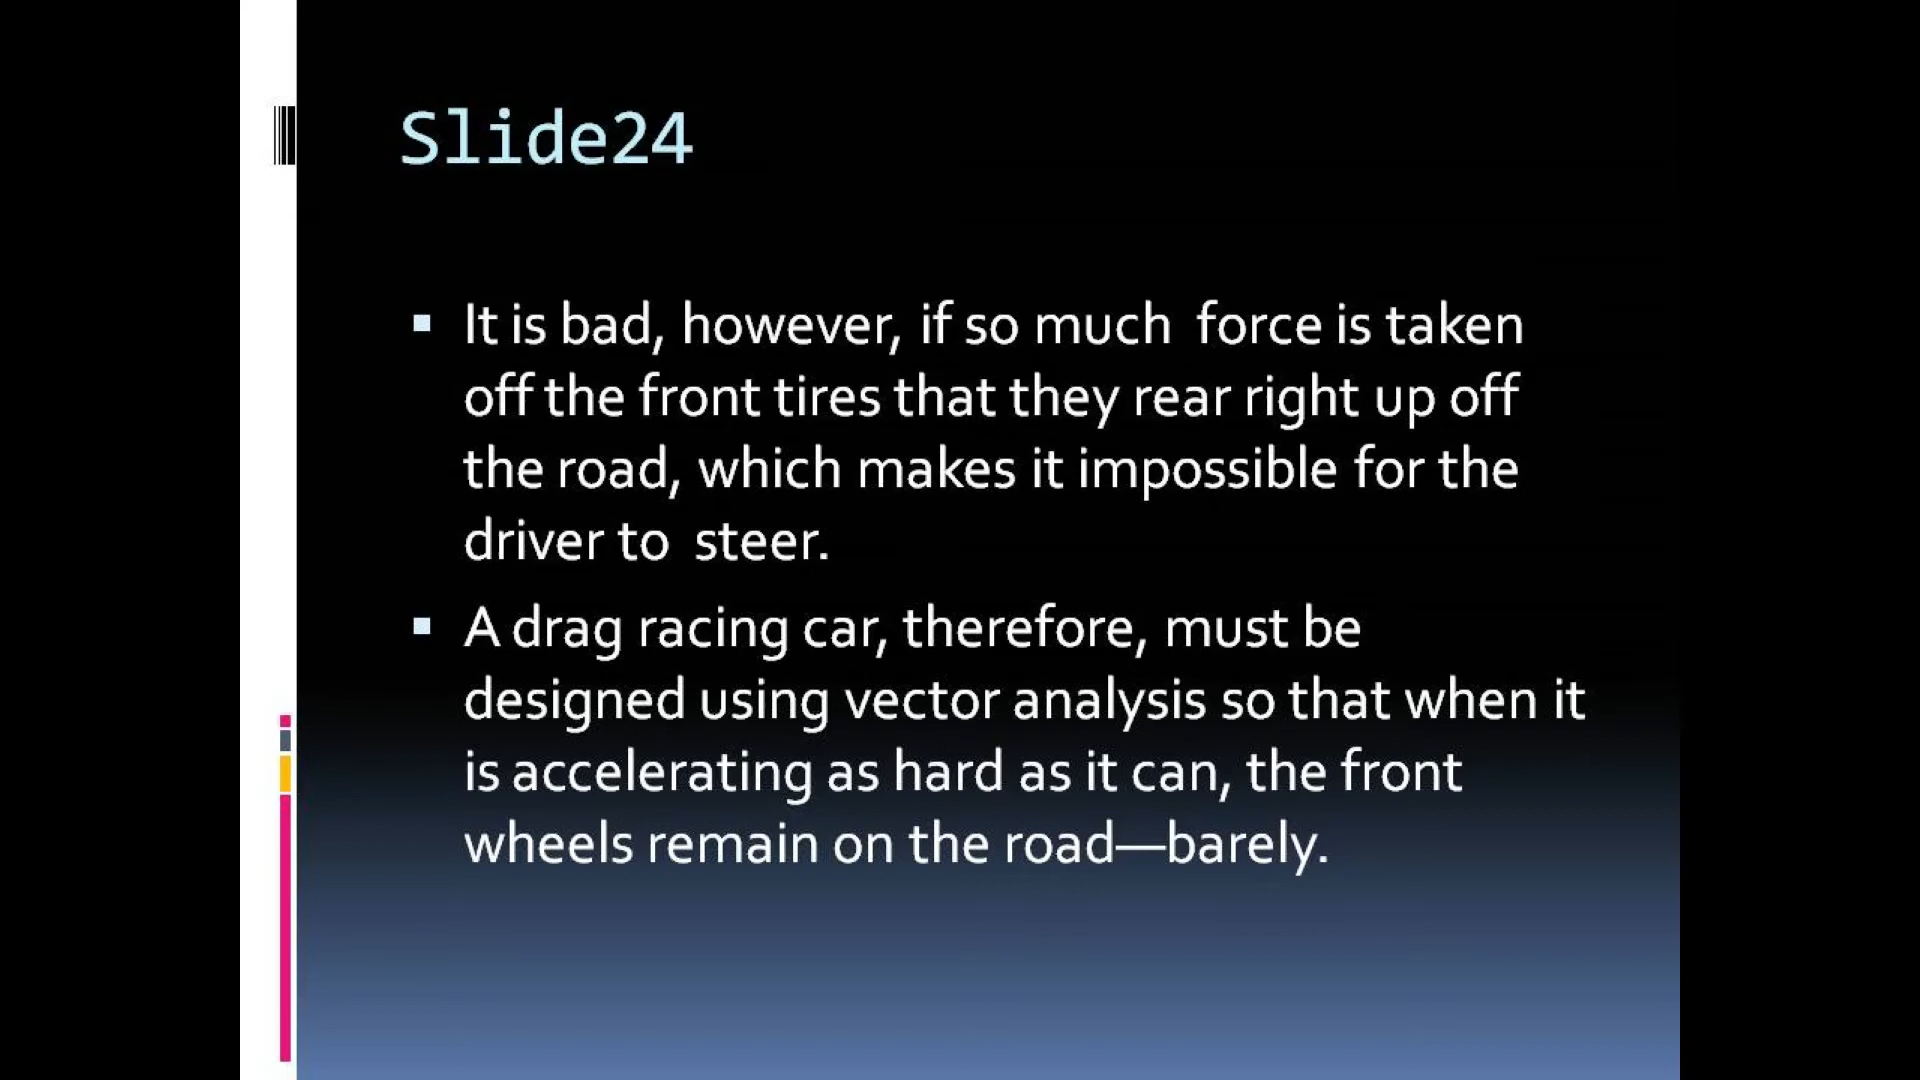 Slide24
▪ It is bad, however, if so much  force is taken
off the front tires that they rear right up off
the road, which makes it impossible for the
driver to  steer.
▪ A drag racing car, therefore, must be
designed using vector analysis so that when it
is accelerating as hard as it can, the front
wheels remain on the road—barely.